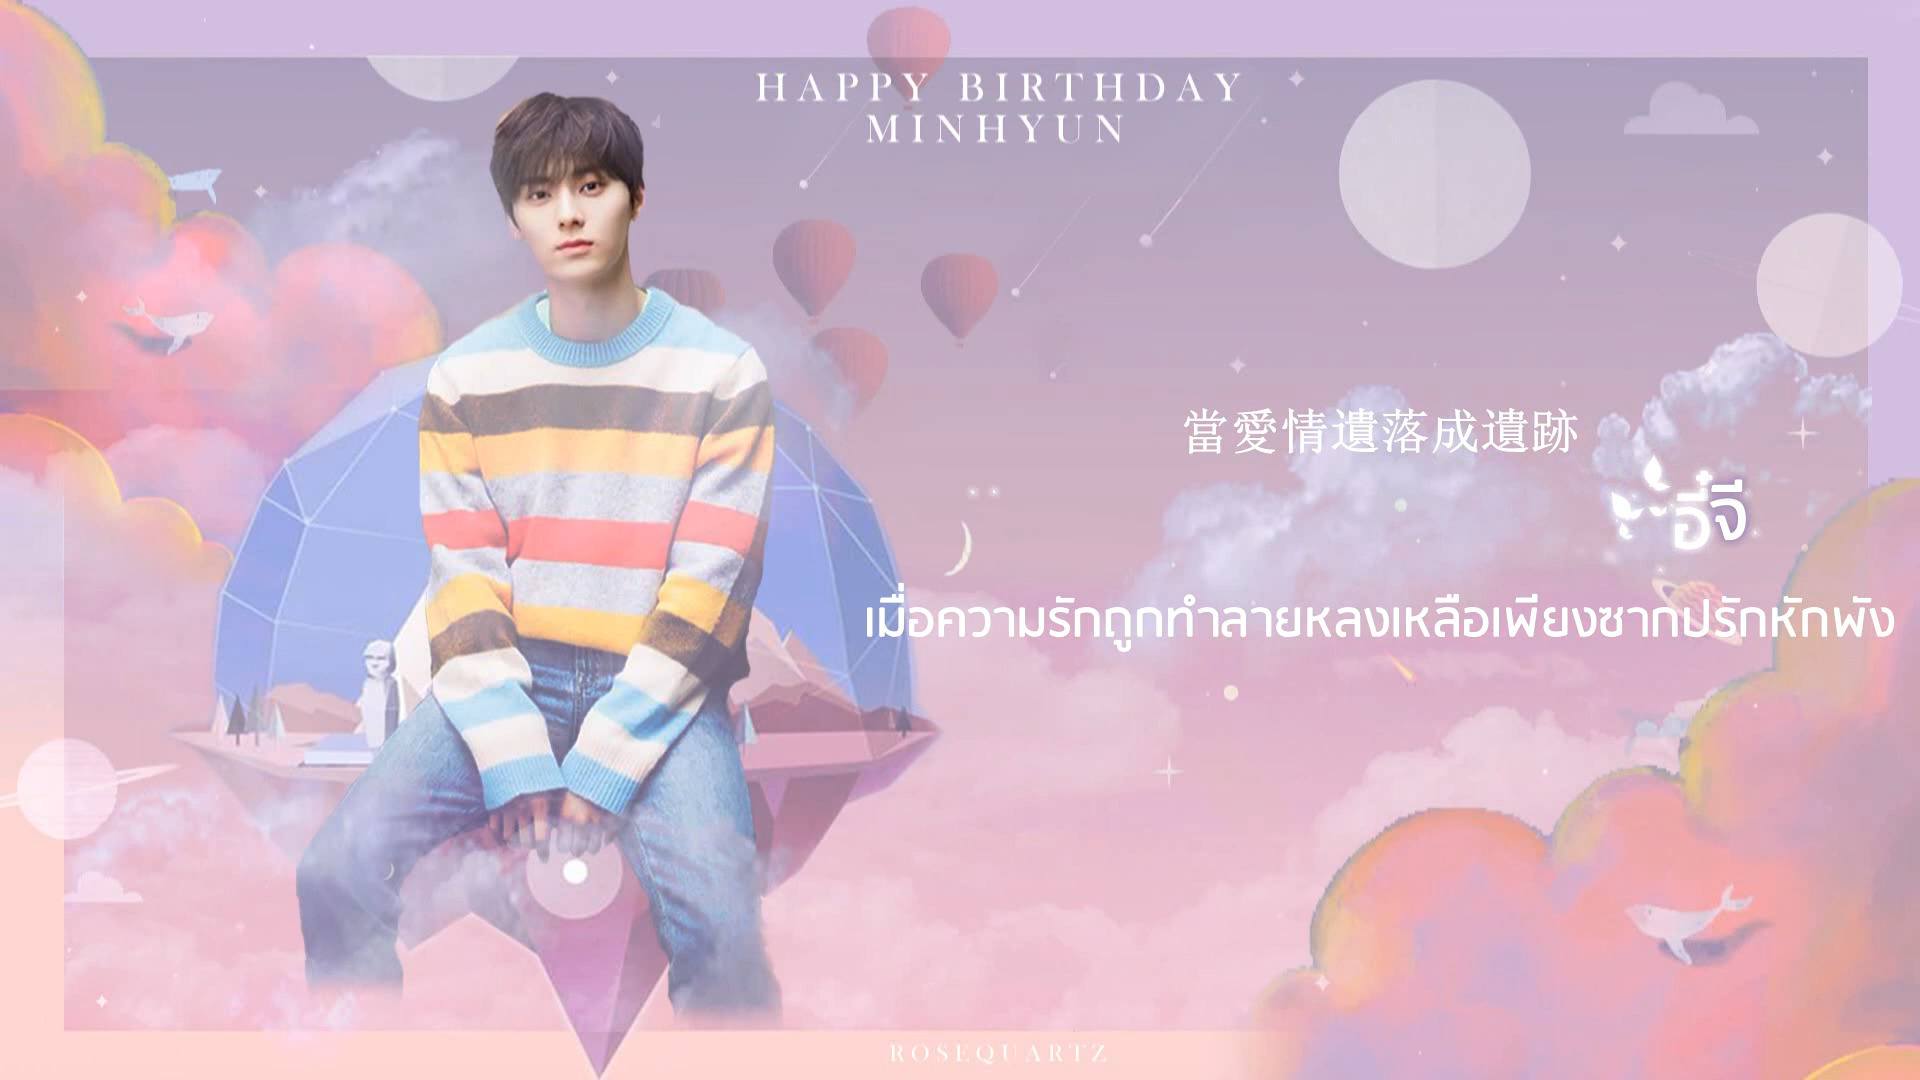 HAPPY BIRTHDAY
MINHYUN
當愛情遺落成遺跡
อี๋จี
เมื่อความรักถูกทำลายหลงเหลือเพียงซากปรักหักพัง
ROSEQUARTZ